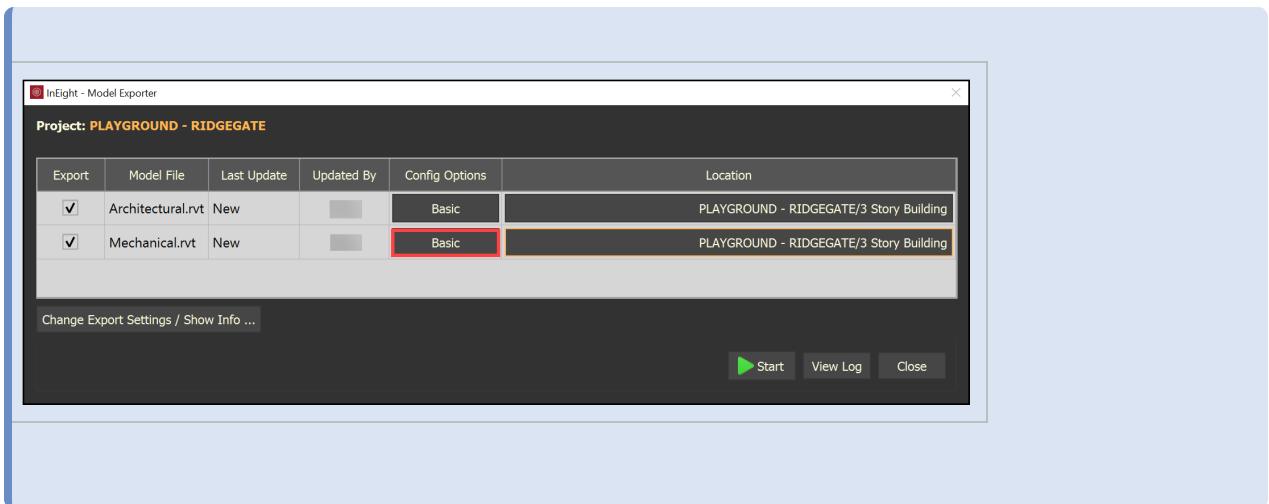 InEight - Model Exporter
Project: PLAYGROUND - RIDGEGATE
Export Model File Last Update Updated By Config Options Location
Architectural.rvt New Basic PLAYGROUND - RIDGEGATE/3 Story Building
Mechanical.rvt New Basic PLAYGROUND - RIDGEGATE/3 Story Building
Change Export Settings / Show Info ...
Start View Log Close